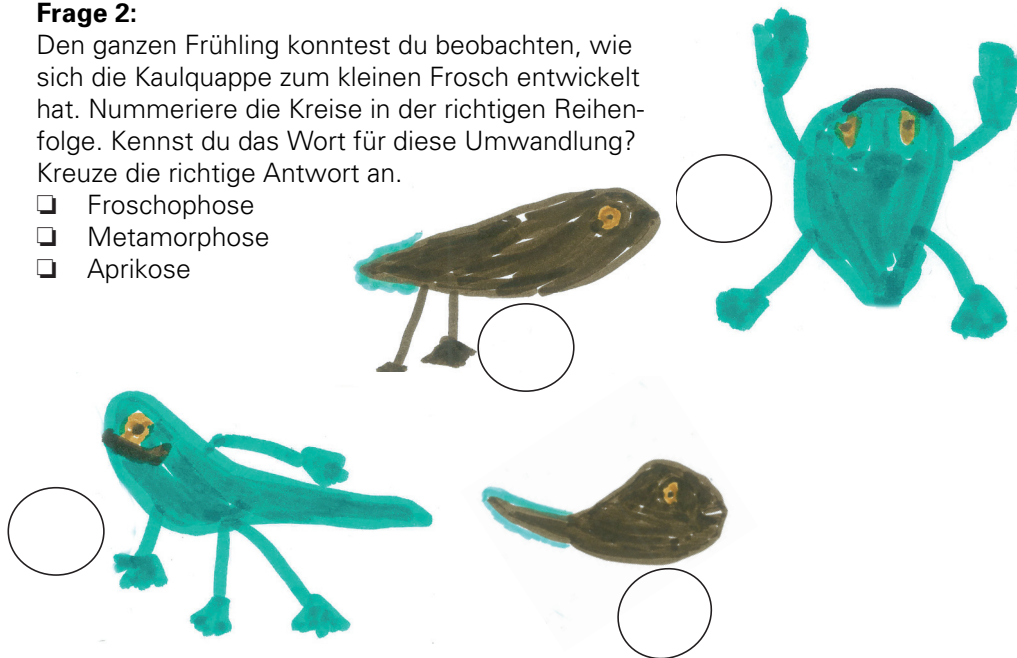 Frage 2:
Den ganzen Frühling konntest du beobachten, wie
sich die Kaulquappe zum kleinen Frosch entwickelt
hat. Nummeriere die Kreise in der richtigen Reihen-
folge. Kennst du das Wort für diese Umwandlung?
Kreuze die richtige Antwort an.
❏ Froschophose
❏ Metamorphose
❏ Aprikose